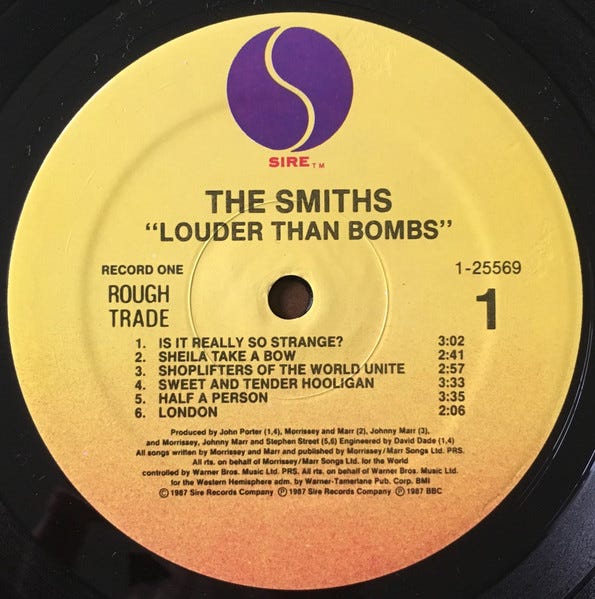 SIRE™
THE SMITHS
"LOUDER THAN BOMBS"
RECORD ONE
1-25569
ROUGH
TRADE
1
1. IS IT REALLY SO STRANGE? 3:02
2. SHEILA TAKE A BOW 2:41
3. SHOPLIFTERS OF THE WORLD UNITE 2:57
4. SWEET AND TENDER HOOLIGAN 3:33
5. HALF A PERSON 3:35
6. LONDON 2:06
Produced by John Porter (1,4), Morrissey and Marr (2), Johnny Marr (3),
and Morrissey, Johnny Marr and Stephen Street (5,6) Engineered by David Dade (1,4)
All songs written by Morrissey and Marr and published by Morrissey/Marr Songs Ltd. PRS.
All rts. on behalf of Morrissey/Marr Songs Ltd. for the World
controlled by Warner Bros. Music Ltd. PRS. All rts. on behalf of Warner Bros. Music Ltd.
for the Western Hemisphere adm. by Warner-Tamerlane Pub. Corp. BMI
©1987 Sire Records Company ℗1987 Sire Records Company ℗1987 BBC